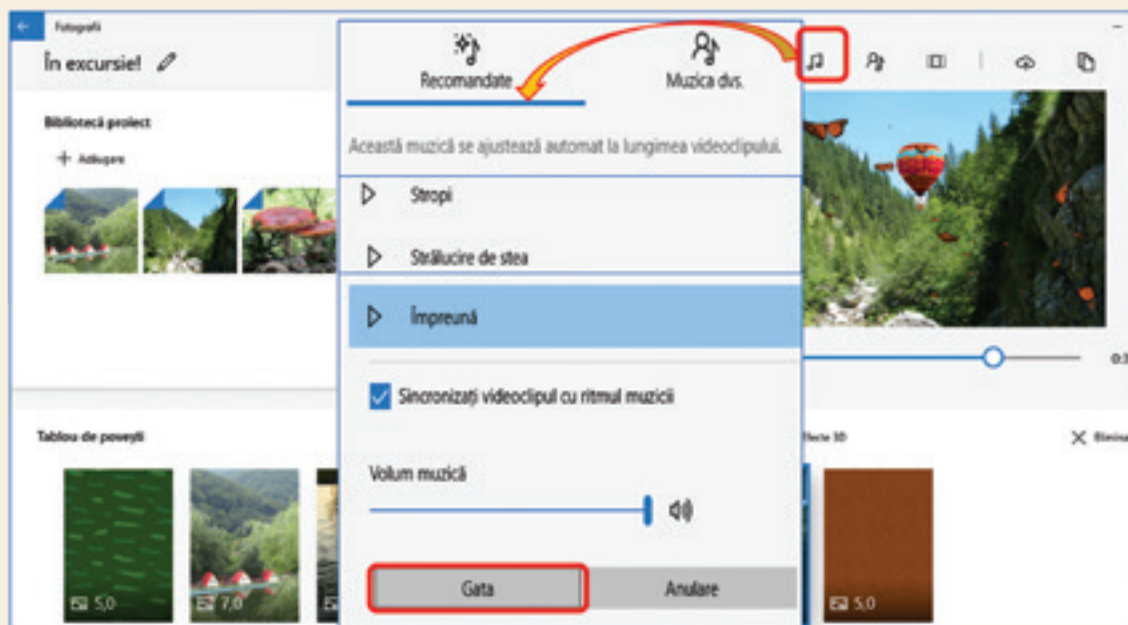 Fotografii
În excursie!
Bibliotecă proiect
+ Adăugare
Recomandate
Muzica dvs.
Această muzică se ajustează automat la lungimea videoclipului.
Stropi
Strălucire de stea
Împreună
Sincronizați videoclipul cu ritmul muzicii
Volum muzică
Gata
Anulare
Tablou de povești
3D
5,0
7,0
5,0